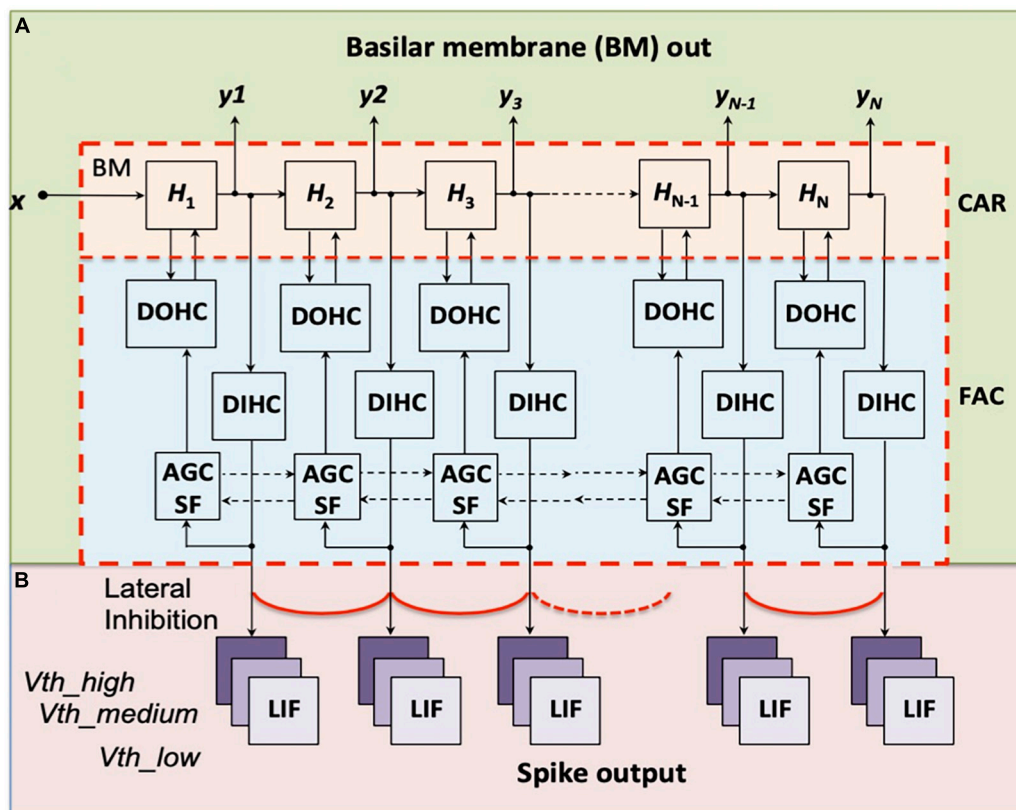 A
Basilar membrane (BM) out
y1 y2 y3 yN-1 yN
BM
x
H1 H2 H3 HN-1 HN
CAR
DOHC DOHC DOHC DOHC DOHC
DIHC DIHC DIHC DIHC DIHC
FAC
AGC AGC AGC AGC AGC
SF SF SF SF SF
B
Lateral
Inhibition
Vth_high
Vth_medium
Vth_low
LIF LIF LIF LIF LIF
Spike output